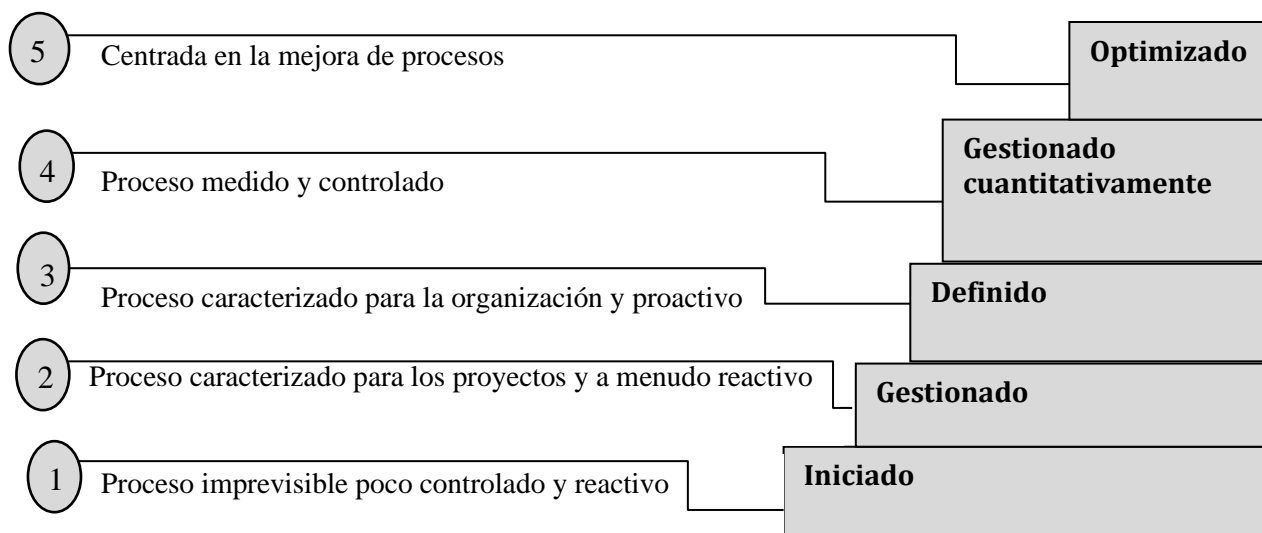 5
Centrada en la mejora de procesos
Optimizado
4
Proceso medido y controlado
Gestionado
cuantitativamente
3
Proceso caracterizado para la organización y proactivo
Definido
2
Proceso caracterizado para los proyectos y a menudo reactivo
Gestionado
1
Proceso imprevisible poco controlado y reactivo
Iniciado